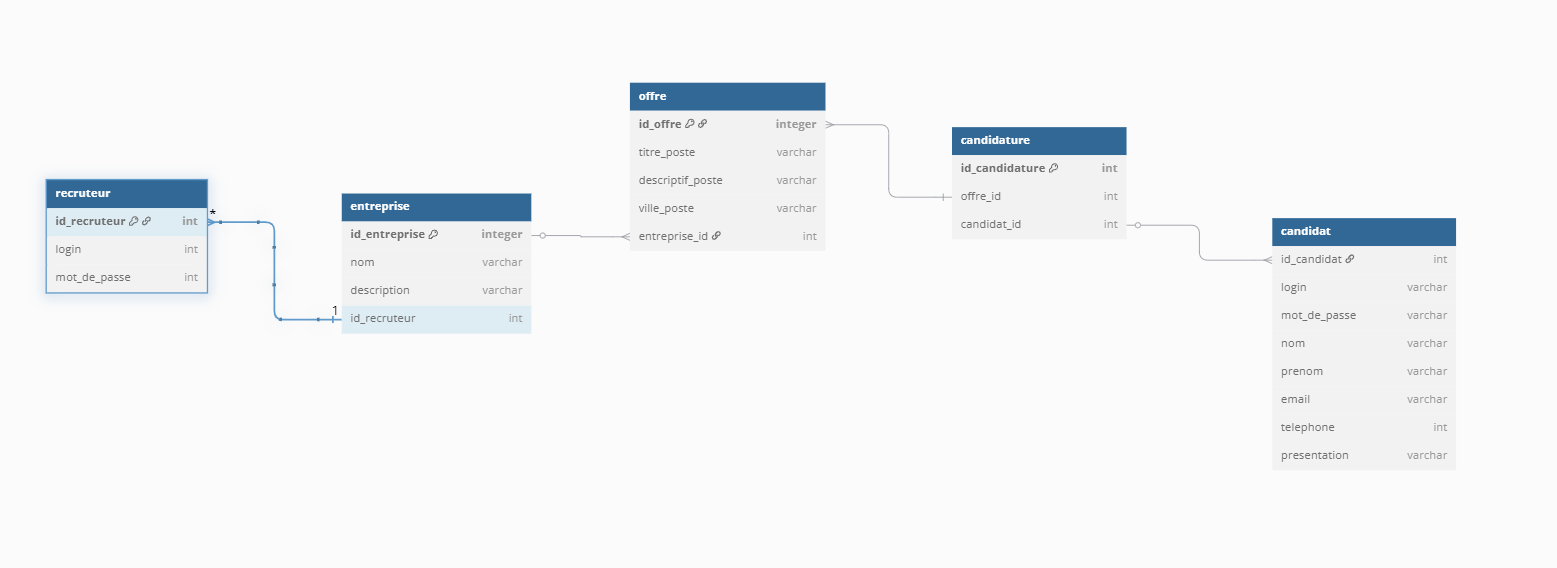 recruteur
id_recruteur int
login int
mot_de_passe int
*
1
entreprise
id_entreprise integer
nom varchar
description varchar
id_recruteur int
offre
id_offre integer
titre_poste varchar
descriptif_poste varchar
ville_poste varchar
entreprise_id int
candidature
id_candidature int
offre_id int
candidat_id int
candidat
id_candidat int
login varchar
mot_de_passe varchar
nom varchar
prenom varchar
email varchar
telephone int
presentation varchar